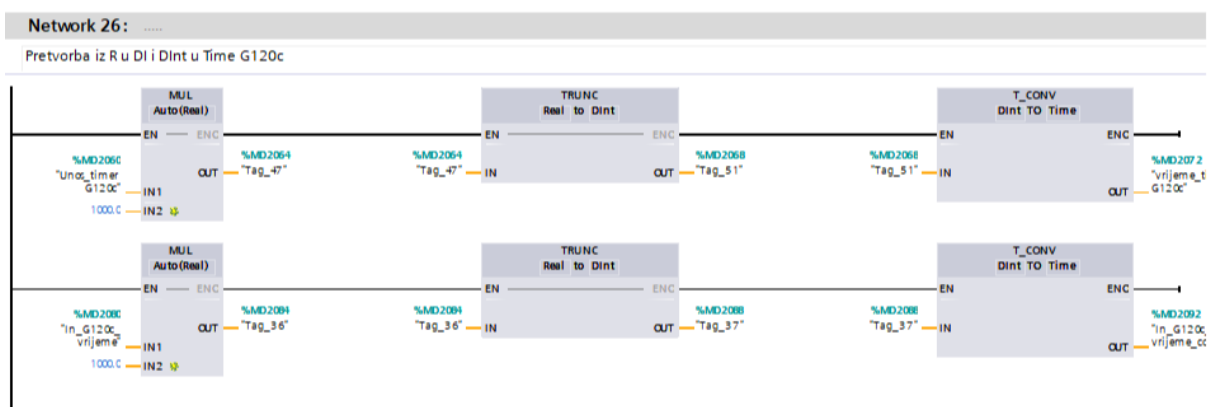 Network 26: .....
Pretvorba iz R u DI i DInt u Time G120c
MUL
Auto(Real)
EN ENO
%MD2060
"Unos_timer
G120c"
IN1
1000.0 IN2
OUT
%MD2064
"Tag_47"
TRUNC
Real to DInt
EN ENO
%MD2064
"Tag_47"
IN
OUT
%MD2068
"Tag_51"
T_CONV
DInt TO Time
EN ENO
%MD2068
"Tag_51"
IN
OUT
%MD2072
"vrijeme_t
G120c"
MUL
Auto(Real)
EN ENO
%MD2080
"In_G120c_
vrijeme"
IN1
1000.0 IN2
OUT
%MD2084
"Tag_36"
TRUNC
Real to DInt
EN ENO
%MD2084
"Tag_36"
IN
OUT
%MD2088
"Tag_37"
T_CONV
DInt TO Time
EN ENO
%MD2088
"Tag_37"
IN
OUT
%MD2092
"In_G120c_
vrijeme_co